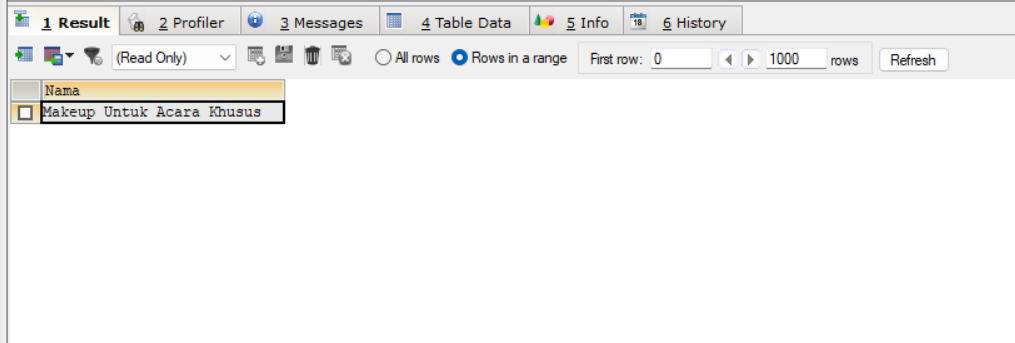 1 Result 2 Profiler 3 Messages 4 Table Data 5 Info 18 6 History
(Read Only) All rows Rows in a range First row: 0 1000 rows Refresh
Nama
Makeup Untuk Acara Khusus